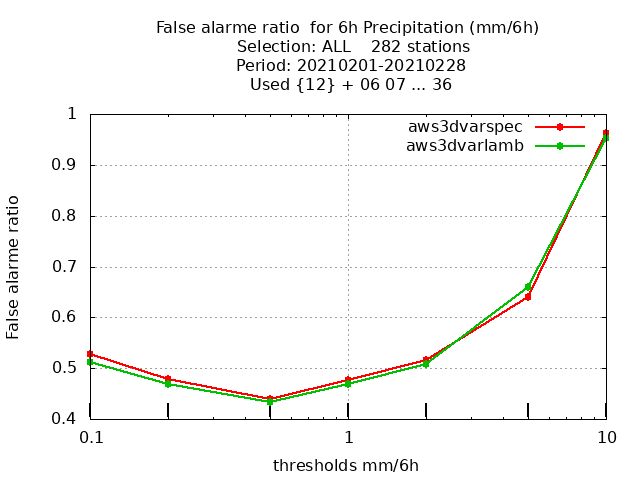 False alarme ratio  for 6h Precipitation (mm/6h)
Selection: ALL    282 stations
Period: 20210201-20210228
Used {12} + 06 07 ... 36
aws3dvarspec
aws3dvarlamb
1
0.9
0.8
0.7
0.6
0.5
0.4
False alarme ratio
0.1
1
10
thresholds mm/6h